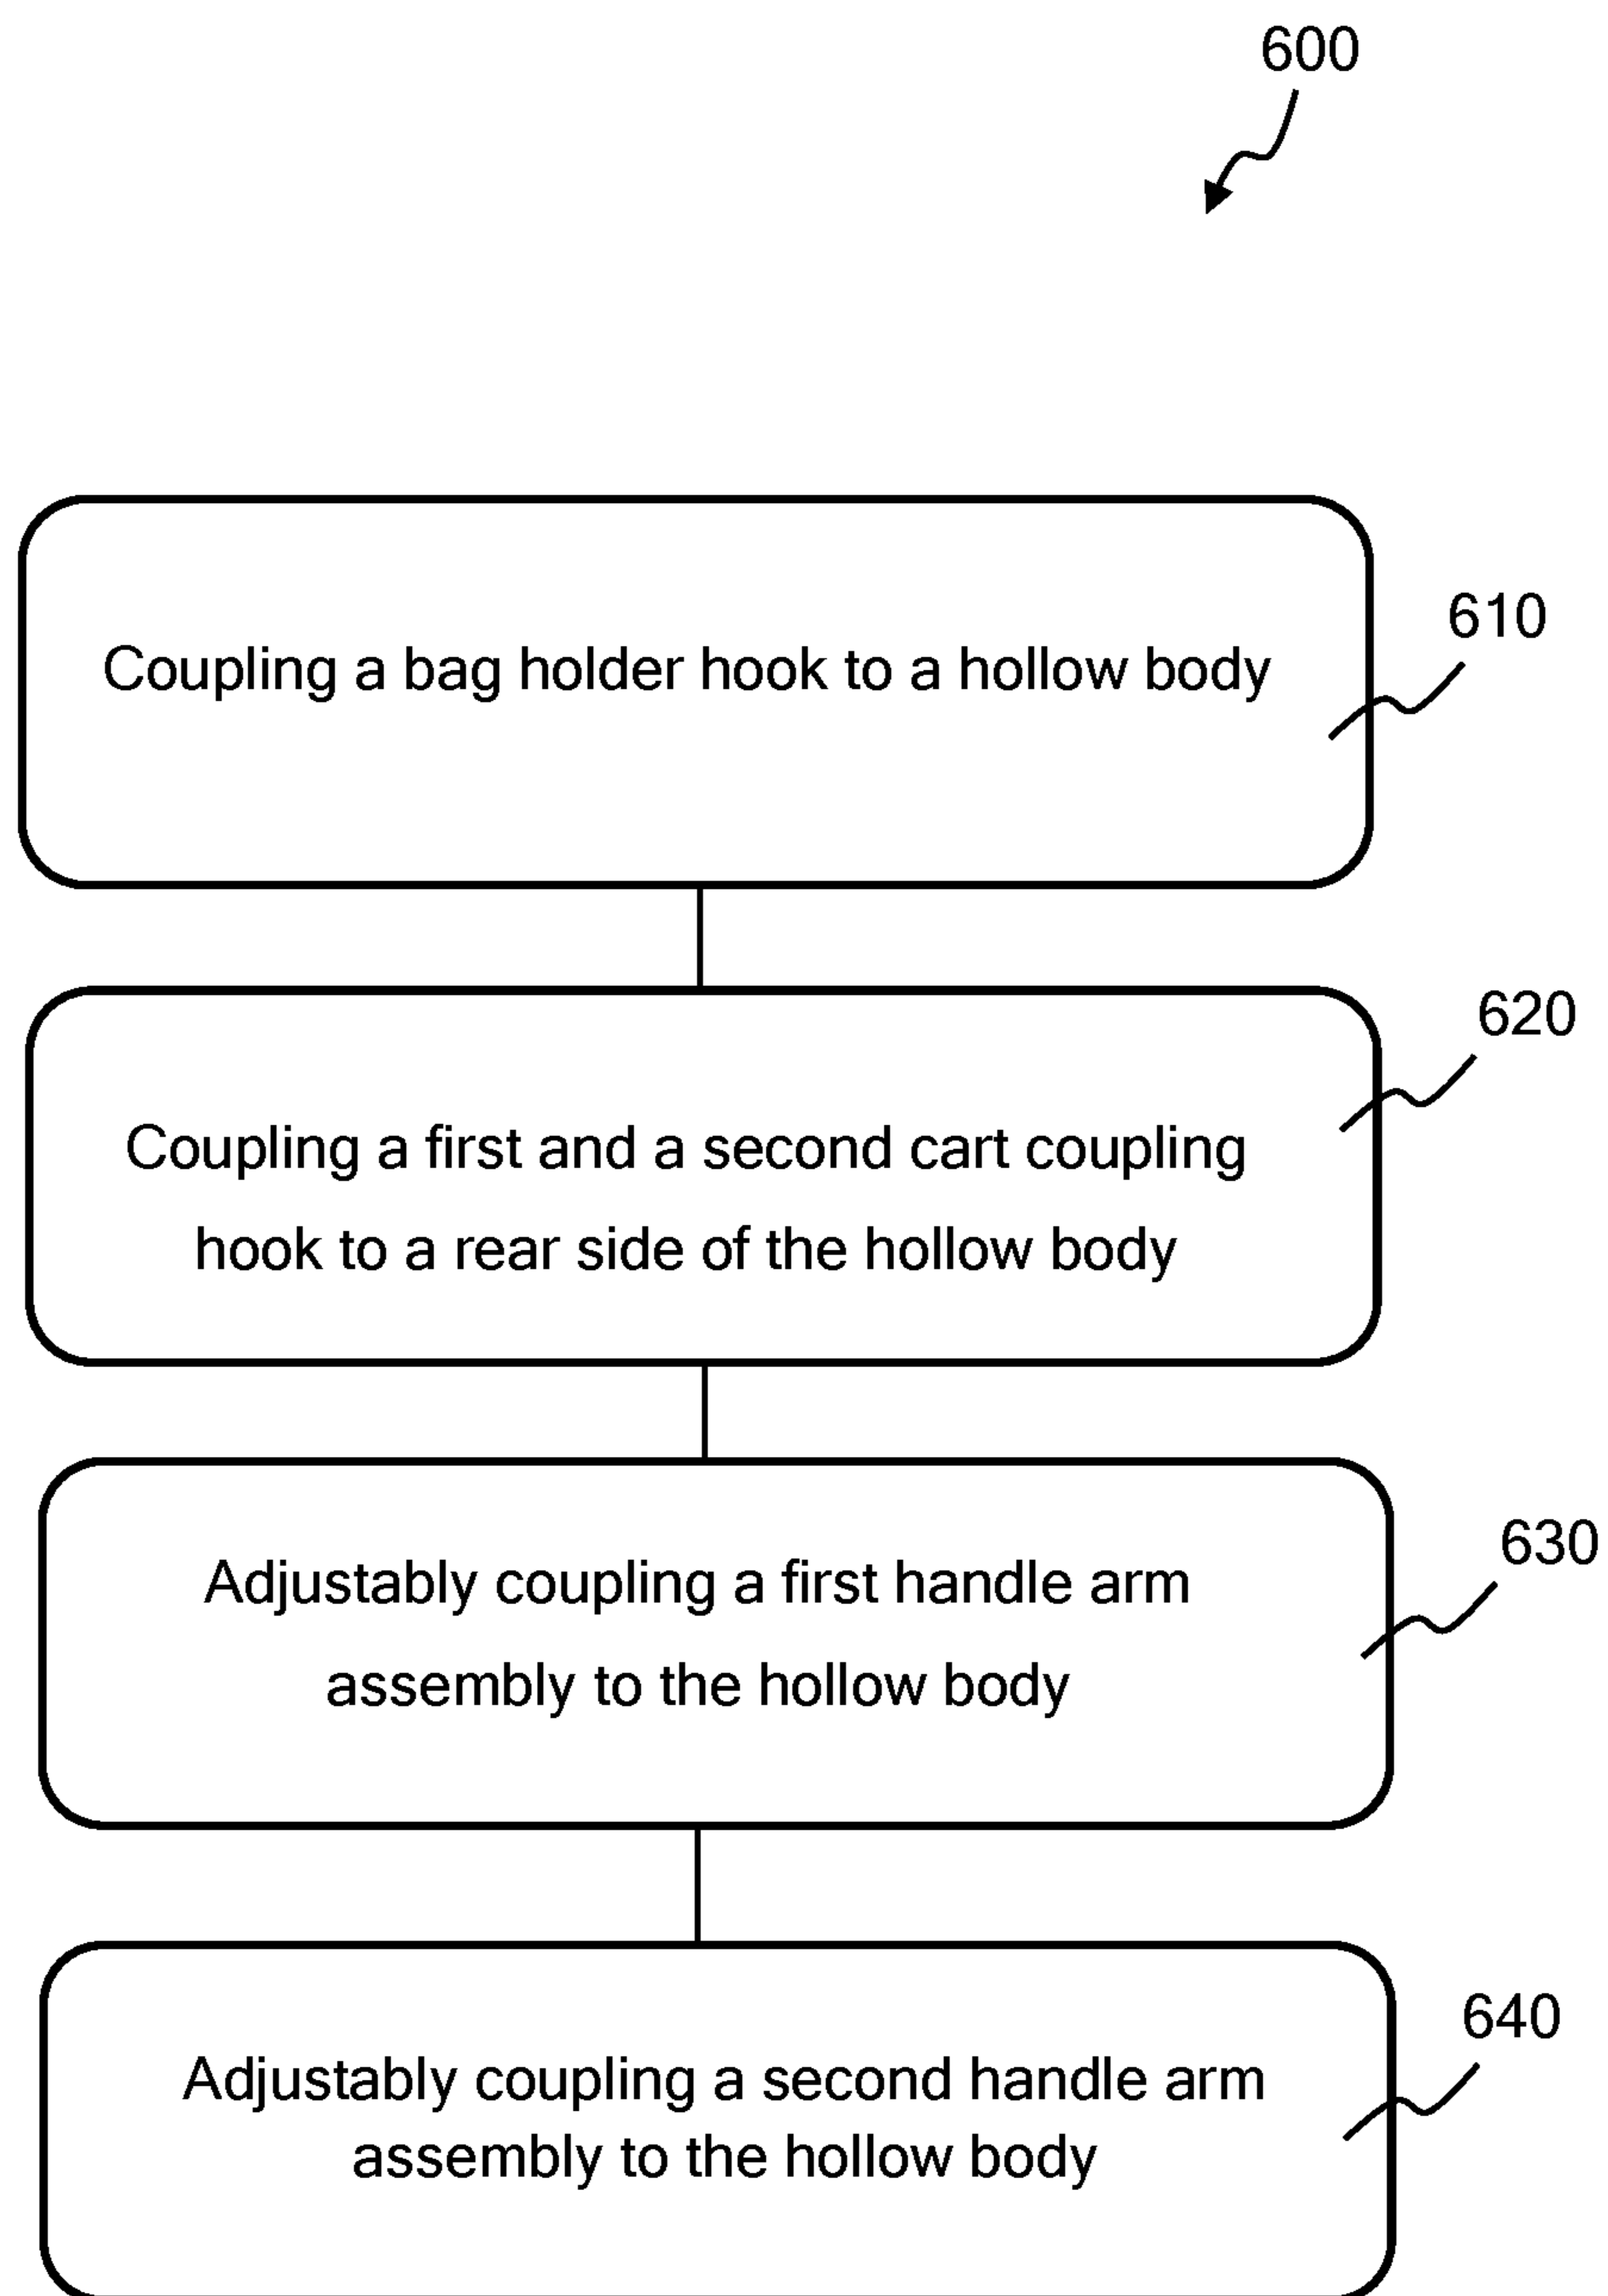 600
Coupling a bag holder hook to a hollow body
610
620
Coupling a first and a second cart coupling
hook to a rear side of the hollow body
630
Adjustably coupling a first handle arm
assembly to the hollow body
640
Adjustably coupling a second handle arm
assembly to the hollow body